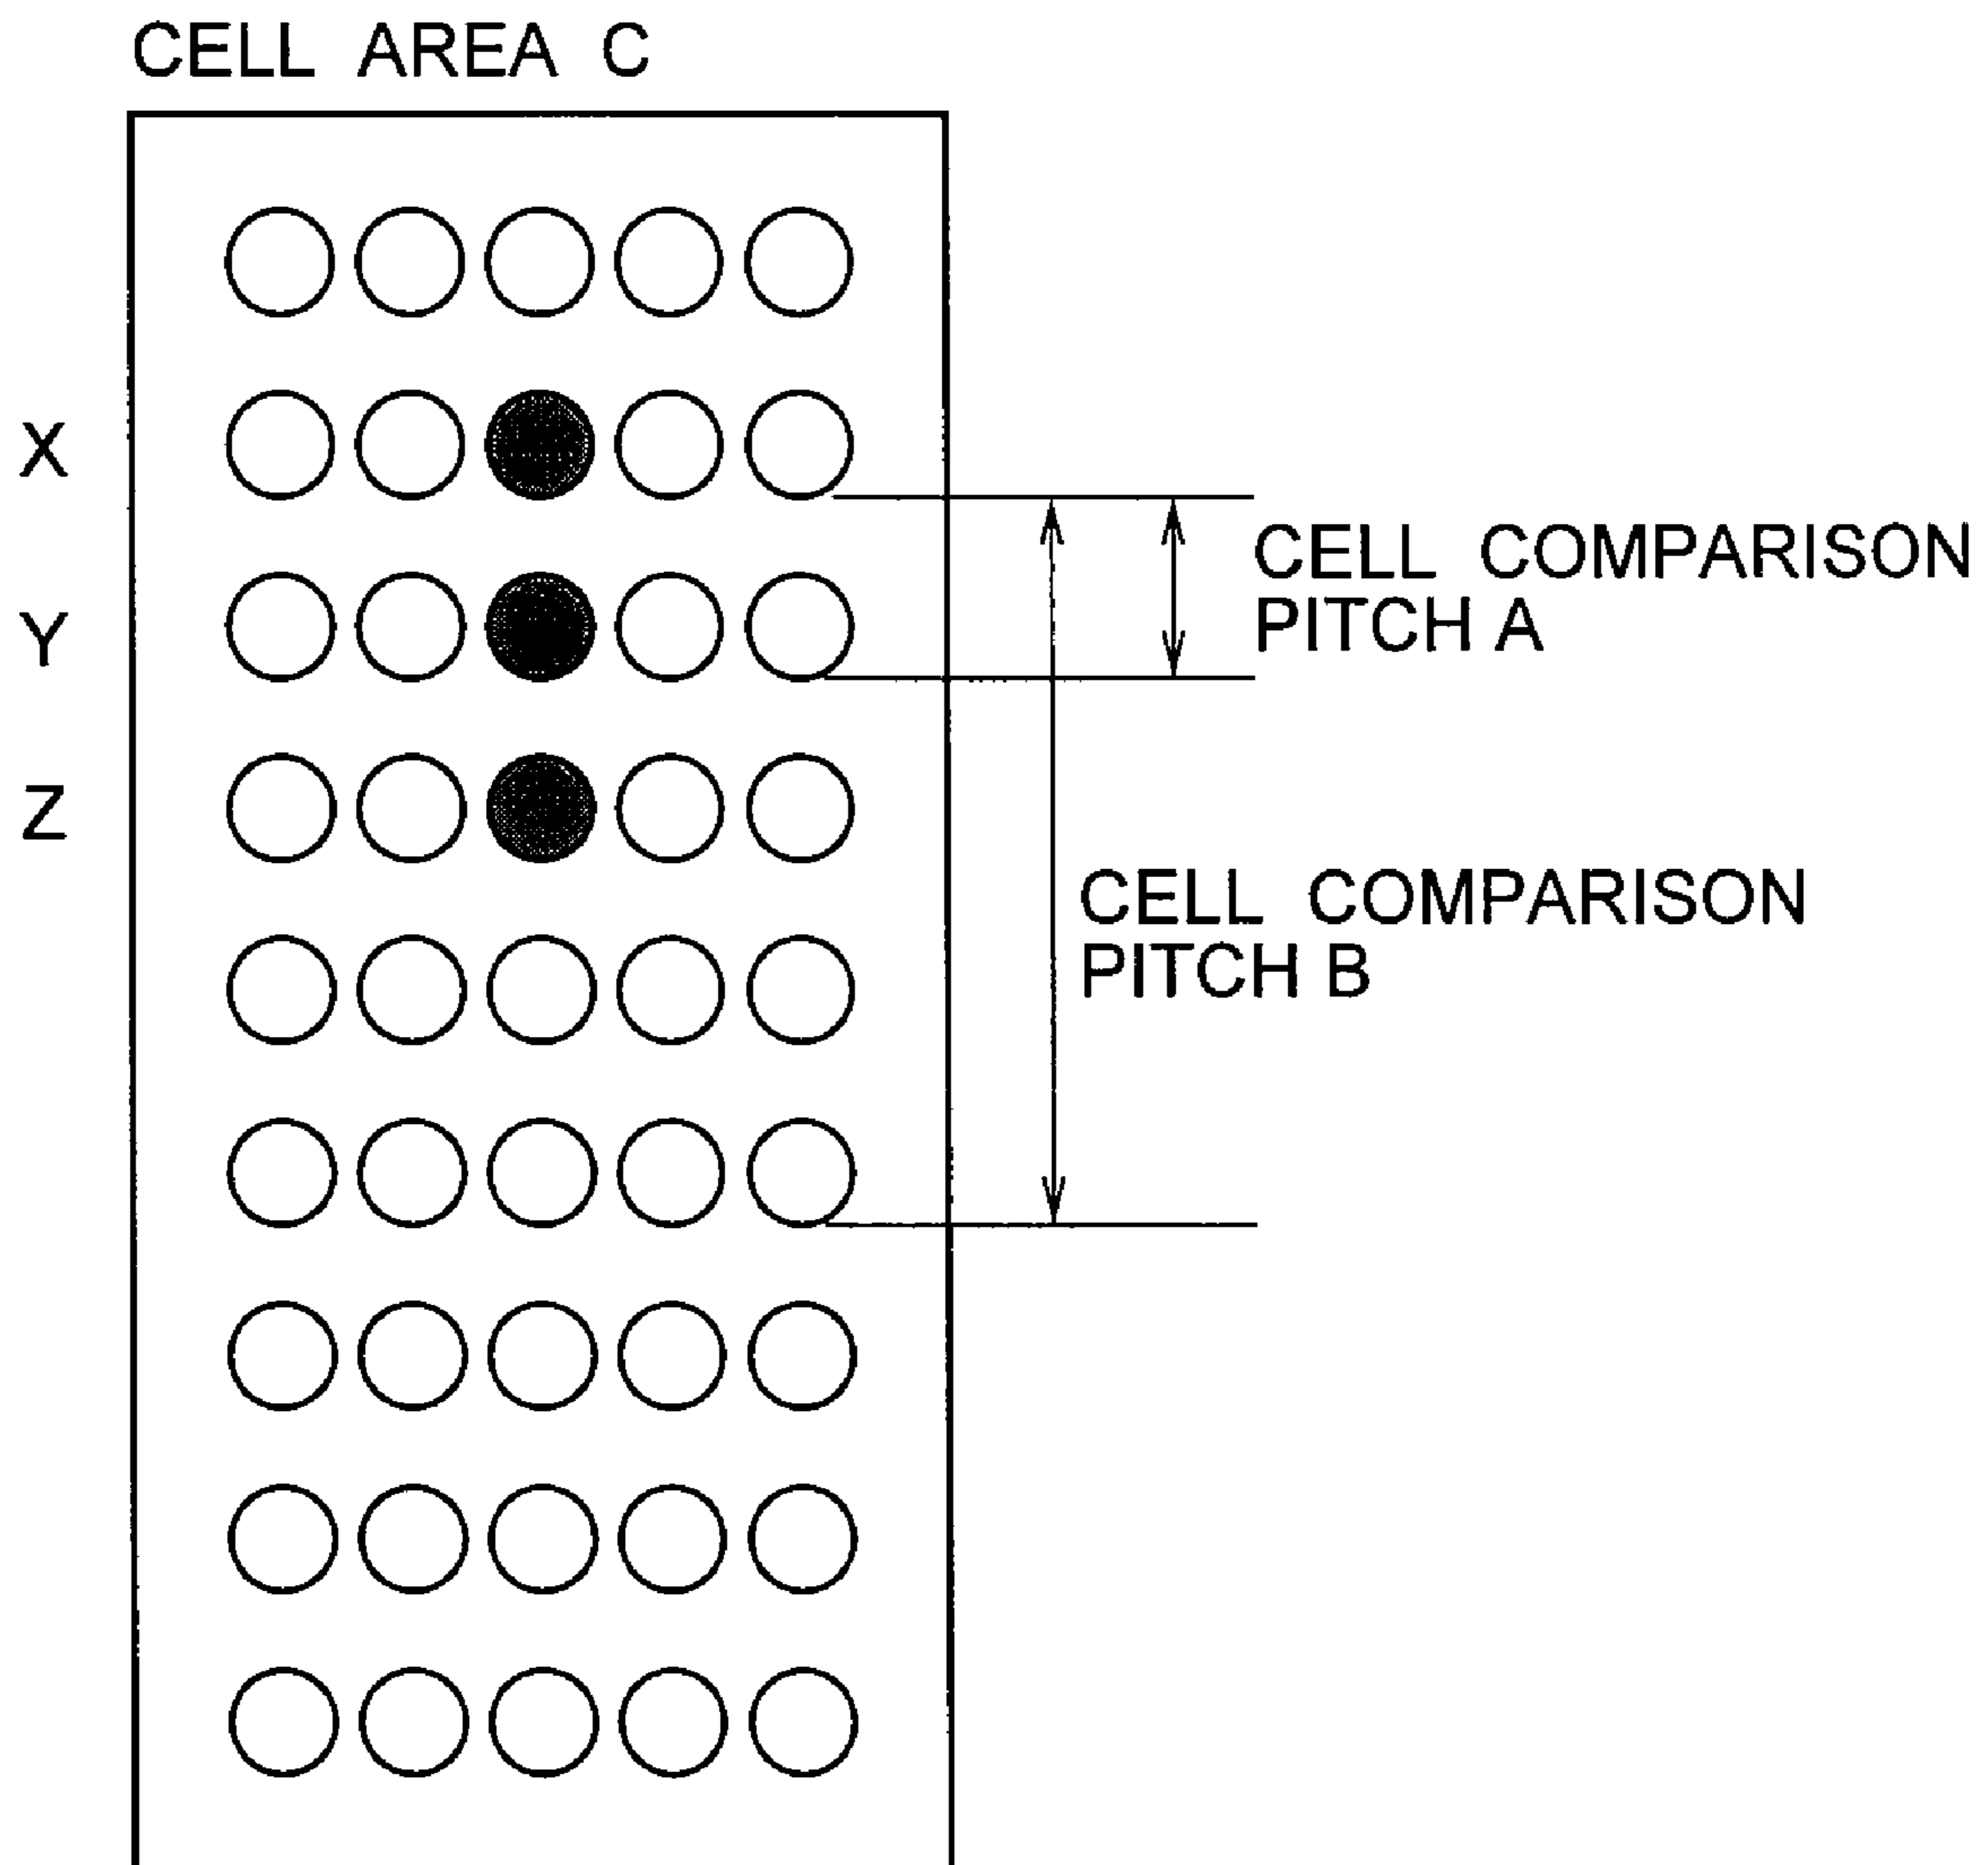 CELL AREA C
X
CELL COMPARISON
PITCH A
Y
Z
CELL COMPARISON
PITCH B